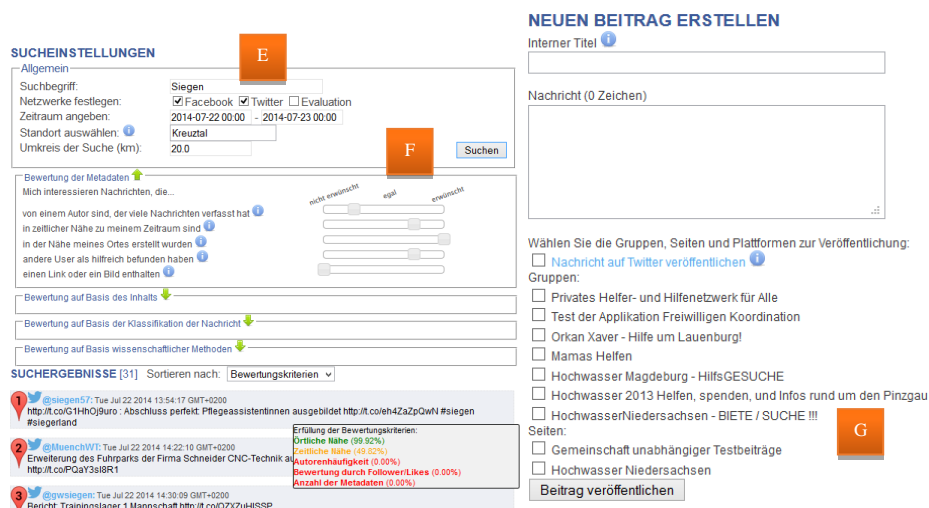 SUCHEINSTELLUNGEN
E
Allgemein
Suchbegriff: Siegen
Netzwerke festlegen: Facebook Twitter Evaluation
Zeitraum angeben: 2014-07-22 00:00 - 2014-07-23 00:00
Standort auswählen: Kreuztal
Umkreis der Suche (km): 20.0
F
Suchen
Bewertung der Metadaten
Mich interessieren Nachrichten, die...
nicht erwünscht egal erwünscht
von einem Autor sind, der viele Nachrichten verfasst hat
in zeitlicher Nähe zu meinem Zeitraum sind
in der Nähe meines Ortes erstellt wurden
andere User als hilfreich befunden haben
einen Link oder ein Bild enthalten
Bewertung auf Basis des Inhalts
Bewertung auf Basis der Klassifikation der Nachricht
Bewertung auf Basis wissenschaftlicher Methoden
SUCHERGEBNISSE [31] Sortieren nach: Bewertungskriterien
1 @siegen57: Tue Jul 22 2014 13:54:17 GMT+0200
http://t.co/G1HhOj9uro : Abschluss perfekt: Pflegeassistentinnen ausgebildet http://t.co/eh4ZaZpQwN #siegen
#siegerland
2 @MuenchWT: Tue Jul 22 2014 14:22:10 GMT+0200
Erweiterung des Fuhrparks der Firma Schneider CNC-Technik au
http://t.co/PQaY3sI8R1
Erfüllung der Bewertungskriterien:
Örtliche Nähe (99.92%)
Zeitliche Nähe (49.82%)
Autorenhäufigkeit (0.00%)
Bewertung durch Follower/Likes (0.00%)
Anzahl der Metadaten (0.00%)
3 @gwsiegen: Tue Jul 22 2014 14:30:09 GMT+0200
Bericht: Trainingslager 1.Mannschaft http://t.co/OZXZuHISSP
NEUEN BEITRAG ERSTELLEN
Interner Titel
Nachricht (0 Zeichen)
Wählen Sie die Gruppen, Seiten und Plattformen zur Veröffentlichung:
Nachricht auf Twitter veröffentlichen
Gruppen:
Privates Helfer- und Hilfenetzwerk für Alle
Test der Applikation Freiwilligen Koordination
Orkan Xaver - Hilfe um Lauenburg!
Mamas Helfen
Hochwasser Magdeburg - HilfsGESUCHE
Hochwasser 2013 Helfen, spenden, und Infos rund um den Pinzgau
HochwasserNiedersachsen - BIETE / SUCHE !!!
G
Seiten:
Gemeinschaft unabhängiger Testbeiträge
Hochwasser Niedersachsen
Beitrag veröffentlichen